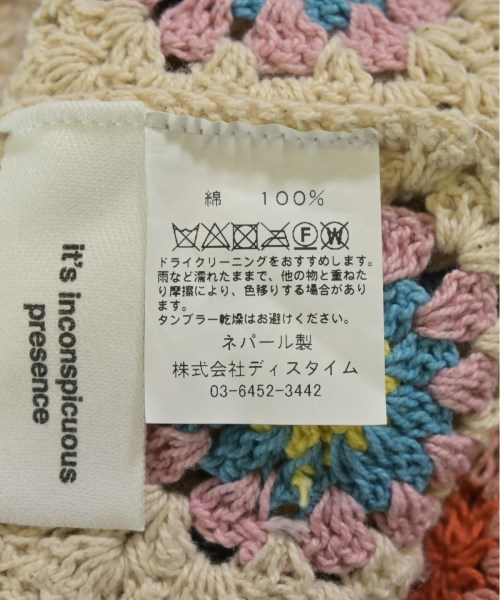 it's inconspicuous
presence
綿 100%
F W
ドライクリーニングをおすすめします。
雨など濡れたままで、他の物と重ねた
り摩擦により、色移りする場合があり
ます。
タンブラー乾燥はお避けください。
ネパール製
株式会社ディスタイム
03-6452-3442